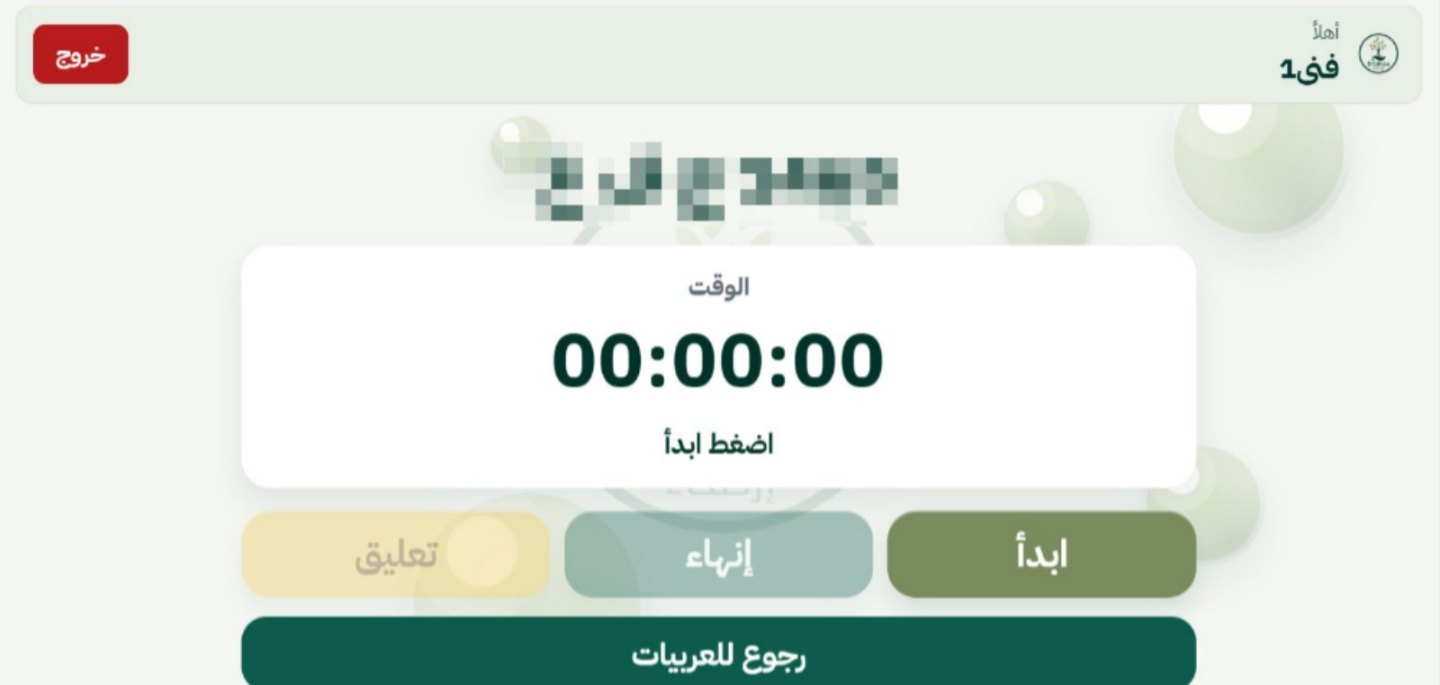 أهلاً
فنى1
خروج
الوقت
00:00:00
اضغط ابدأ
ابدأ
إنهاء
تعليق
رجوع للعربيات